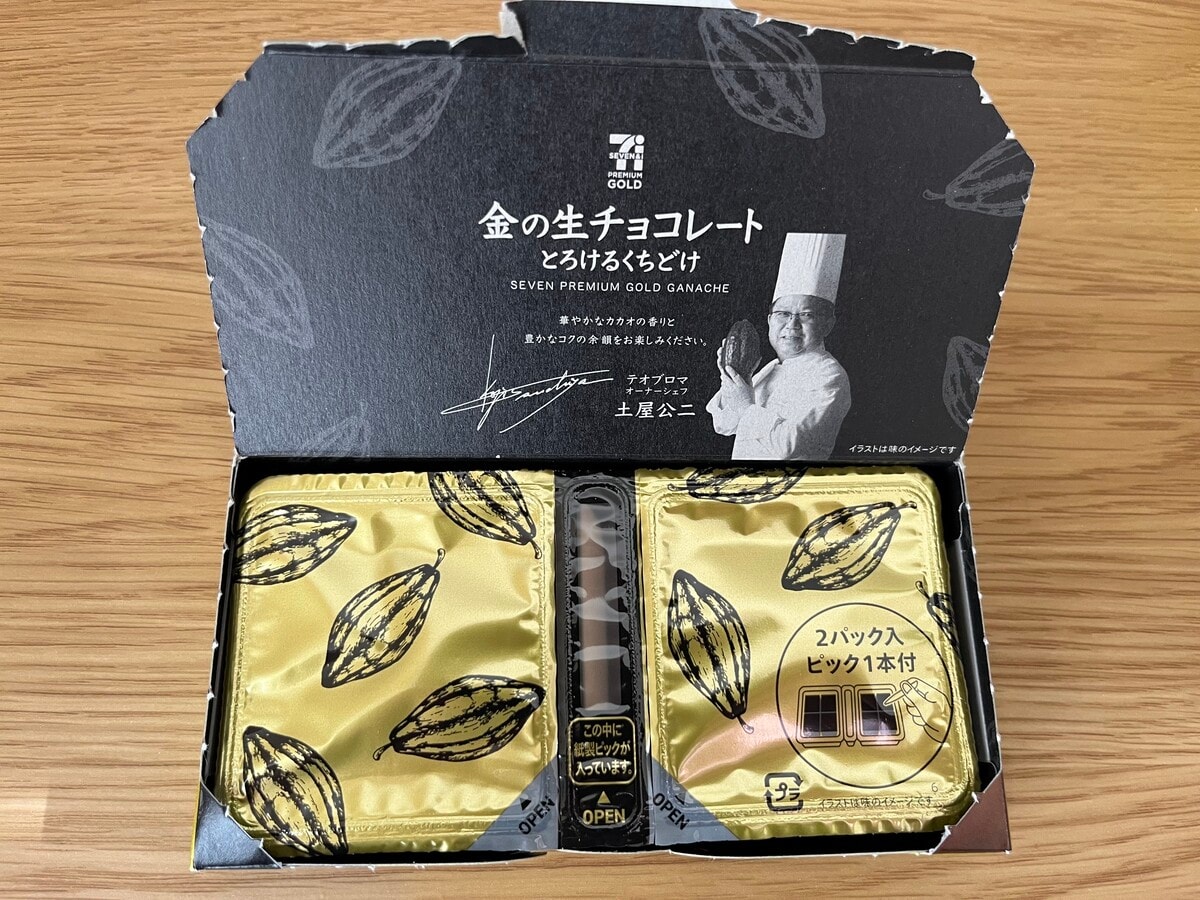 SEVEN&i
PREMIUM
GOLD
金の生チョコレート
とろけるくちどけ
SEVEN PREMIUM GOLD GANACHE
華やかなカカオの香りと
豊かなコクの余韻をお楽しみください。
テオブロマ
オーナーシェフ
土屋公二
イラストは味のイメージです
2パック入
ピック1本付
この中に
紙製ピックが
入っています。
OPEN
OPEN
OPEN
プラ
6
イラストは味のイメージです